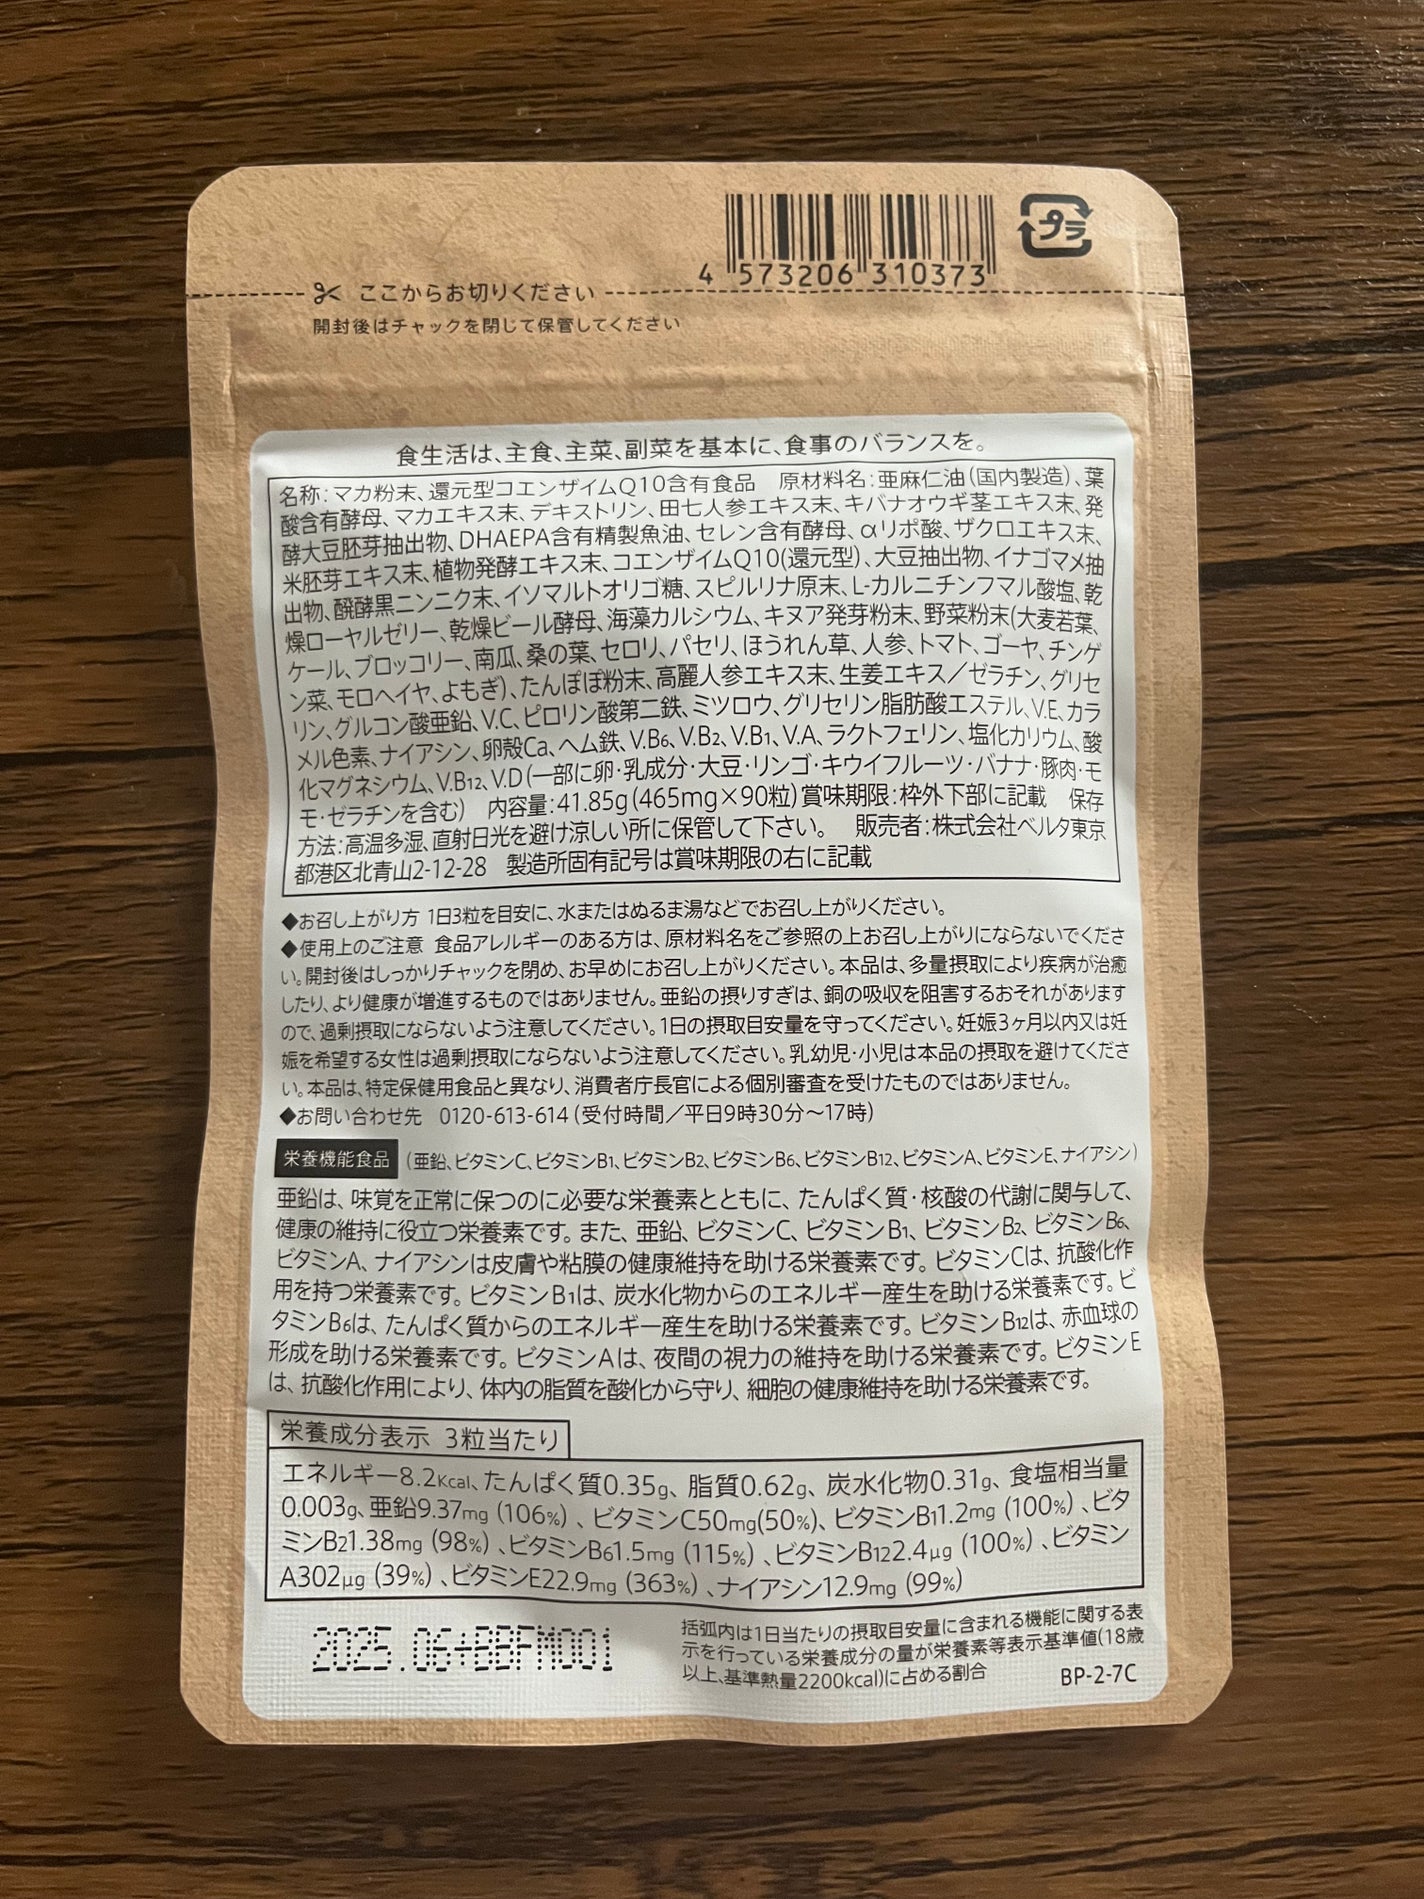 4 573206 310373
プラ
ここからお切りください
開封後はチャックを閉じて保管してください
食生活は、主食、主菜、副菜を基本に、食事のバランスを。
名称:マカ粉末、還元型コエンザイムQ10含有食品 原材料名:亜麻仁油(国内製造)、葉
酸含有酵母、マカエキス末、デキストリン、田七人参エキス末、キバナオウギ茎エキス末、発
酵大豆胚芽抽出物、DHAEPA含有精製魚油、セレン含有酵母、αリポ酸、ザクロエキス末、
米胚芽エキス末、植物発酵エキス末、コエンザイムQ10(還元型)、大豆抽出物、イナゴマメ抽
出物、醗酵黒ニンニク末、イソマルトオリゴ糖、スピルリナ原末、L-カルニチンフマル酸塩、乾
燥ローヤルゼリー、乾燥ビール酵母、海藻カルシウム、キヌア発芽粉末、野菜粉末(大麦若葉、
ケール、ブロッコリー、南瓜、桑の葉、セロリ、パセリ、ほうれん草、人参、トマト、ゴーヤ、チンゲ
ン菜、モロヘイヤ、よもぎ)、たんぽぽ粉末、高麗人参エキス末、生姜エキス/ゼラチン、グリセ
リン、グルコン酸亜鉛、V.C、ピロリン酸第二鉄、ミツロウ、グリセリン脂肪酸エステル、V.E、カラ
メル色素、ナイアシン、卵殻Ca、ヘム鉄、V.B6、V.B2、V.B1、V.A、ラクトフェリン、塩化カリウム、酸
化マグネシウム、V.B12、V.D(一部に卵・乳成分・大豆・リンゴ・キウイフルーツ・バナナ・豚肉・モ
モ・ゼラチンを含む) 内容量:41.85g(465mg×90粒) 賞味期限:枠外下部に記載 保存
方法:高温多湿、直射日光を避け涼しい所に保管して下さい。 販売者:株式会社ベルタ東京
都港区北青山2-12-28 製造所固有記号は賞味期限の右に記載
◆お召し上がり方 1日3粒を目安に、水またはぬるま湯などでお召し上がりください。
◆使用上のご注意 食品アレルギーのある方は、原材料名をご参照の上お召し上がりにならないでくださ
い。開封後はしっかりチャックを閉め、お早めにお召し上がりください。本品は、多量摂取により疾病が治癒
したり、より健康が増進するものではありません。亜鉛の摂りすぎは、銅の吸収を阻害するおそれがあります
ので、過剰摂取にならないよう注意してください。1日の摂取目安量を守ってください。妊娠3ヶ月以内又は妊
娠を希望する女性は過剰摂取にならないよう注意してください。乳幼児・小児は本品の摂取を避けてくださ
い。本品は、特定保健用食品と異なり、消費者庁長官による個別審査を受けたものではありません。
◆お問い合わせ先 0120-613-614(受付時間/平日9時30分〜17時)
栄養機能食品 (亜鉛、ビタミンC、ビタミンB1、ビタミンB2、ビタミンB6、ビタミンB12、ビタミンA、ビタミンE、ナイアシン)
亜鉛は、味覚を正常に保つのに必要な栄養素とともに、たんぱく質・核酸の代謝に関与して、
健康の維持に役立つ栄養素です。また、亜鉛、ビタミンC、ビタミンB1、ビタミンB2、ビタミンB6、
ビタミンA、ナイアシンは皮膚や粘膜の健康維持を助ける栄養素です。ビタミンCは、抗酸化作
用を持つ栄養素です。ビタミンB1は、炭水化物からのエネルギー産生を助ける栄養素です。ビ
タミンB6は、たんぱく質からのエネルギー産生を助ける栄養素です。ビタミンB12は、赤血球の
形成を助ける栄養素です。ビタミンAは、夜間の視力の維持を助ける栄養素です。ビタミンE
は、抗酸化作用により、体内の脂質を酸化から守り、細胞の健康維持を助ける栄養素です。
栄養成分表示 3粒当たり
エネルギー8.2Kcal、たんぱく質0.35g、脂質0.62g、炭水化物0.31g、食塩相当量
0.003g、亜鉛9.37mg (106%)、ビタミンC50mg(50%)、ビタミンB11.2mg (100%)、ビタ
ミンB21.38mg (98%)、ビタミンB61.5mg (115%)、ビタミンB122.4μg (100%)、ビタミン
A302μg (39%)、ビタミンE22.9mg (363%)、ナイアシン12.9mg (99%)
2025.06+BBFM001
括弧内は1日当たりの摂取目安量に含まれる機能に関する表
示を行っている栄養成分の量が栄養素等表示基準値(18歳
以上、基準熱量2200kcal)に占める割合
BP-2-7C